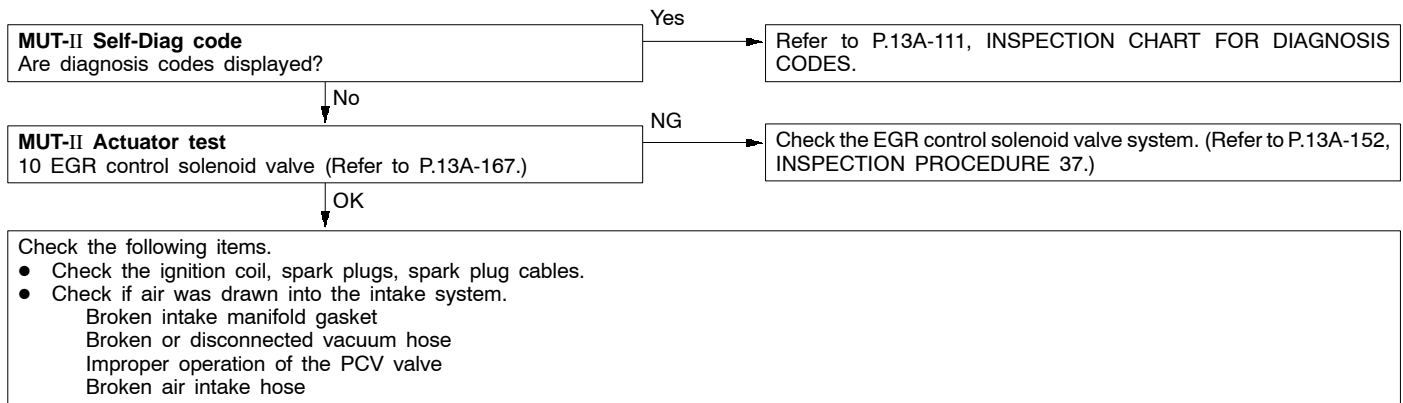 MUT-II Self-Diag code
Are diagnosis codes displayed?
Yes
Refer to P.13A-111, INSPECTION CHART FOR DIAGNOSIS
CODES.
No
MUT-II Actuator test
10 EGR control solenoid valve (Refer to P.13A-167.)
NG
Check the EGR control solenoid valve system. (Refer to P.13A-152,
INSPECTION PROCEDURE 37.)
OK
Check the following items.
● Check the ignition coil, spark plugs, spark plug cables.
● Check if air was drawn into the intake system.
Broken intake manifold gasket
Broken or disconnected vacuum hose
Improper operation of the PCV valve
Broken air intake hose